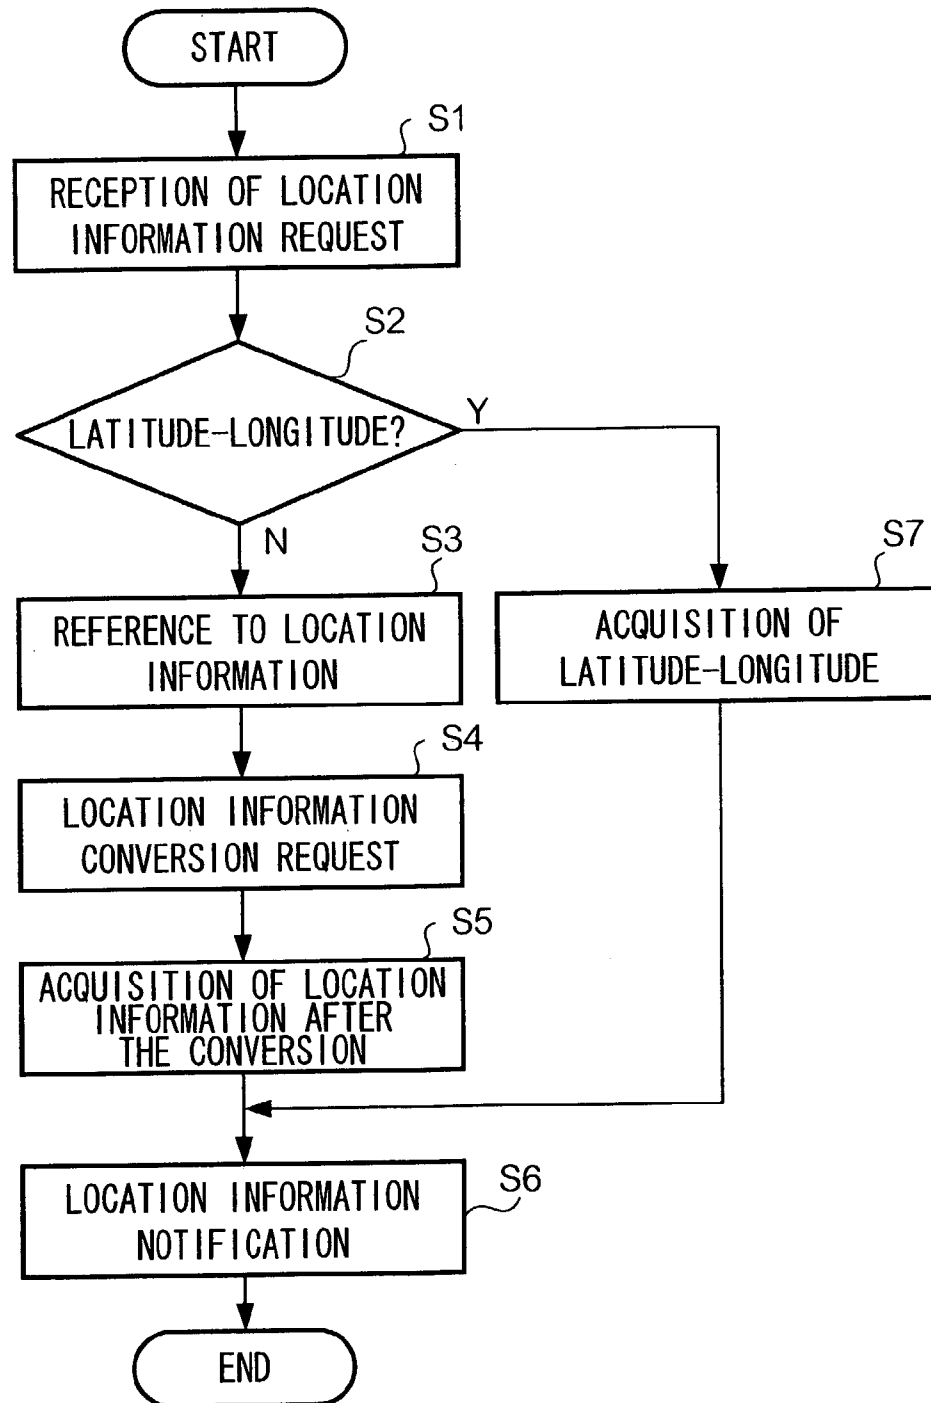 START
S1
RECEPTION OF LOCATION
INFORMATION REQUEST
S2
LATITUDE-LONGITUDE?
Y
N
S3
REFERENCE TO LOCATION
INFORMATION
S7
ACQUISITION OF
LATITUDE-LONGITUDE
S4
LOCATION INFORMATION
CONVERSION REQUEST
S5
ACQUISITION OF LOCATION
INFORMATION AFTER
THE CONVERSION
S6
LOCATION INFORMATION
NOTIFICATION
END